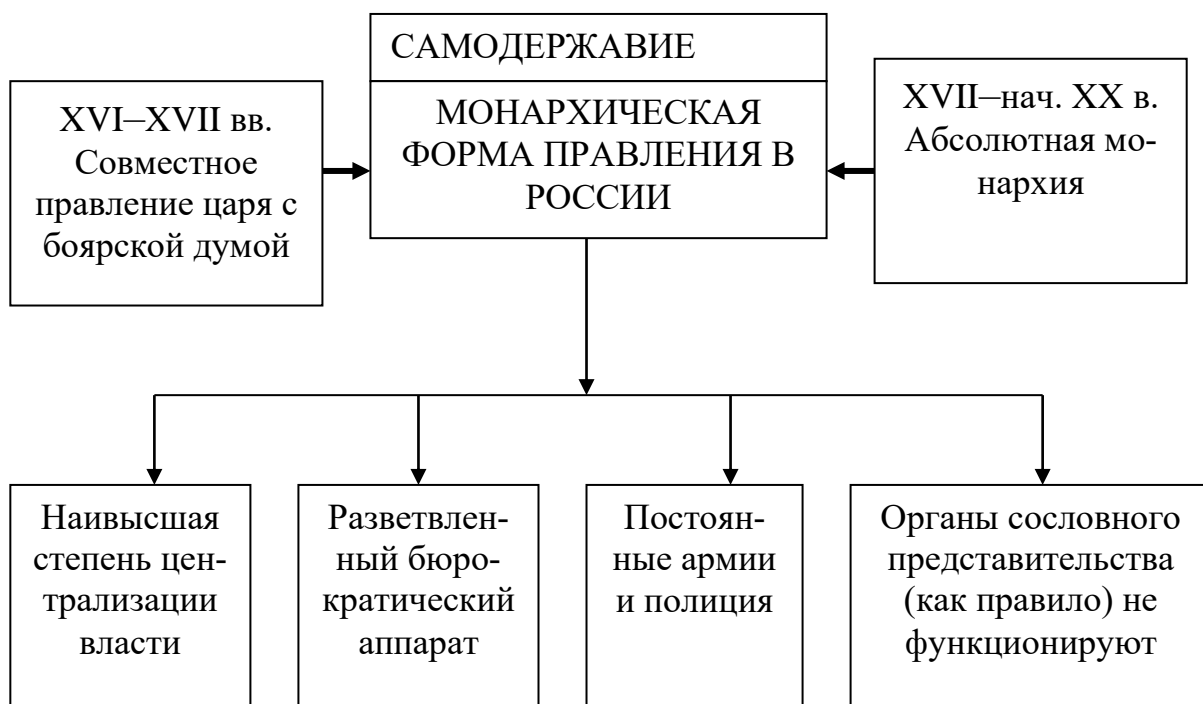 САМОДЕРЖАВИЕ
МОНАРХИЧЕСКАЯ
ФОРМА ПРАВЛЕНИЯ В
РОССИИ
XVI–XVII вв.
Совместное
правление царя с
боярской думой
XVII–нач. XX в.
Абсолютная мо-
нархия
Наивысшая
степень цен-
трализации
власти
Разветвлен-
ный бюро-
кратический
аппарат
Постоян-
ные армии
и полиция
Органы сословного
представительства
(как правило) не
функционируют